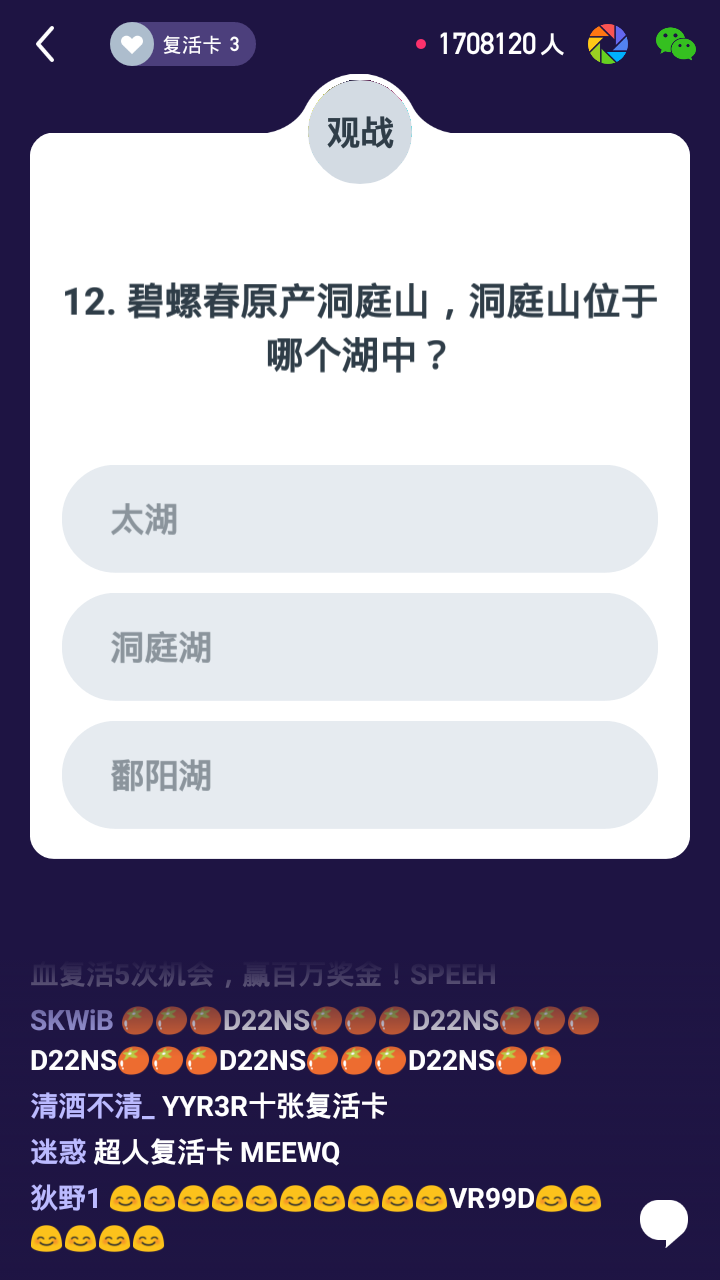 复活卡 3
1708120 人
观战
12. 碧螺春原产洞庭山，洞庭山位于
哪个湖中？
太湖
洞庭湖
鄱阳湖
血复活5次机会，赢百万奖金！SPEEH
SKWiB 🍅🍅🍅D22NS🍅🍅🍅D22NS🍅🍅🍅
D22NS🍅🍅🍅D22NS🍅🍅🍅D22NS🍅🍅
清酒不清_ YYR3R十张复活卡
迷惑 超人复活卡 MEEWQ
狄野1 😊😊😊😊😊😊😊😊😊😊VR99D😊😊
😊😊😊😊